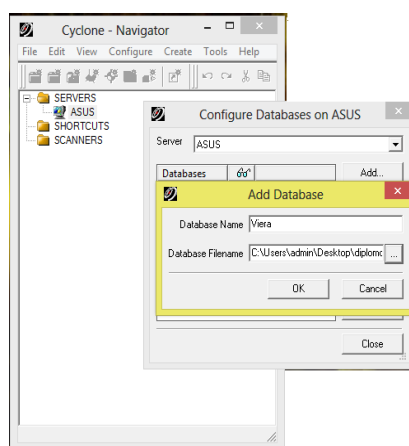 Cyclone - Navigator
File Edit View Configure Create Tools Help
SERVERS
ASUS
SHORTCUTS
SCANNERS
Configure Databases on ASUS
Server ASUS
Databases Add...
Add Database
Database Name Viera
Database Filename C:\Users\admin\Desktop\diplomc ...
OK Cancel
Close